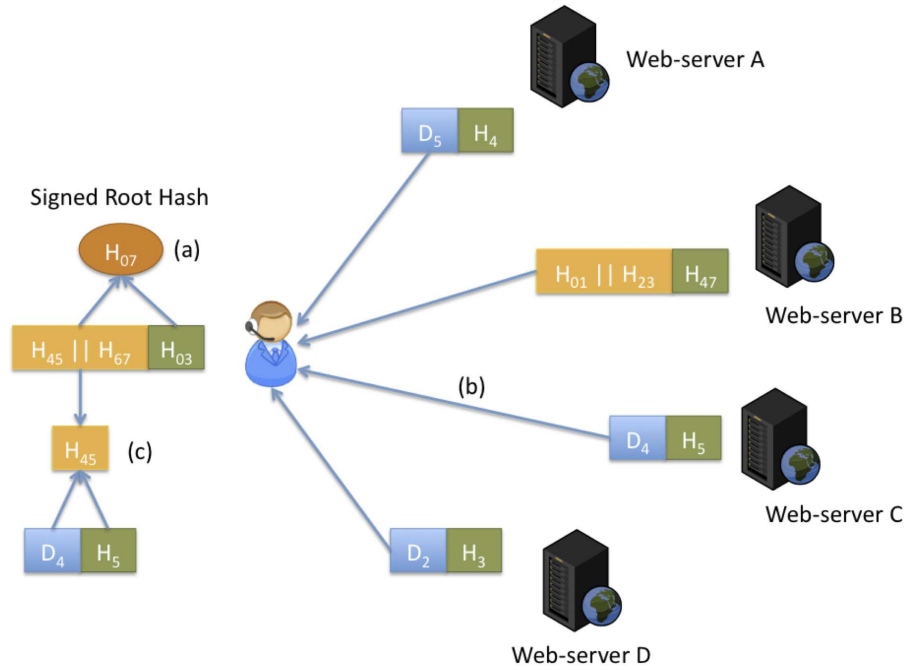 Web-server A
D₅ H₄
Signed Root Hash
H₀₇ (a)
H₀₁ || H₂₃ H₄₇
Web-server B
H₄₅ || H₆₇ H₀₃
(b)
D₄ H₅
H₄₅ (c)
Web-server C
D₄ H₅
D₂ H₃
Web-server D